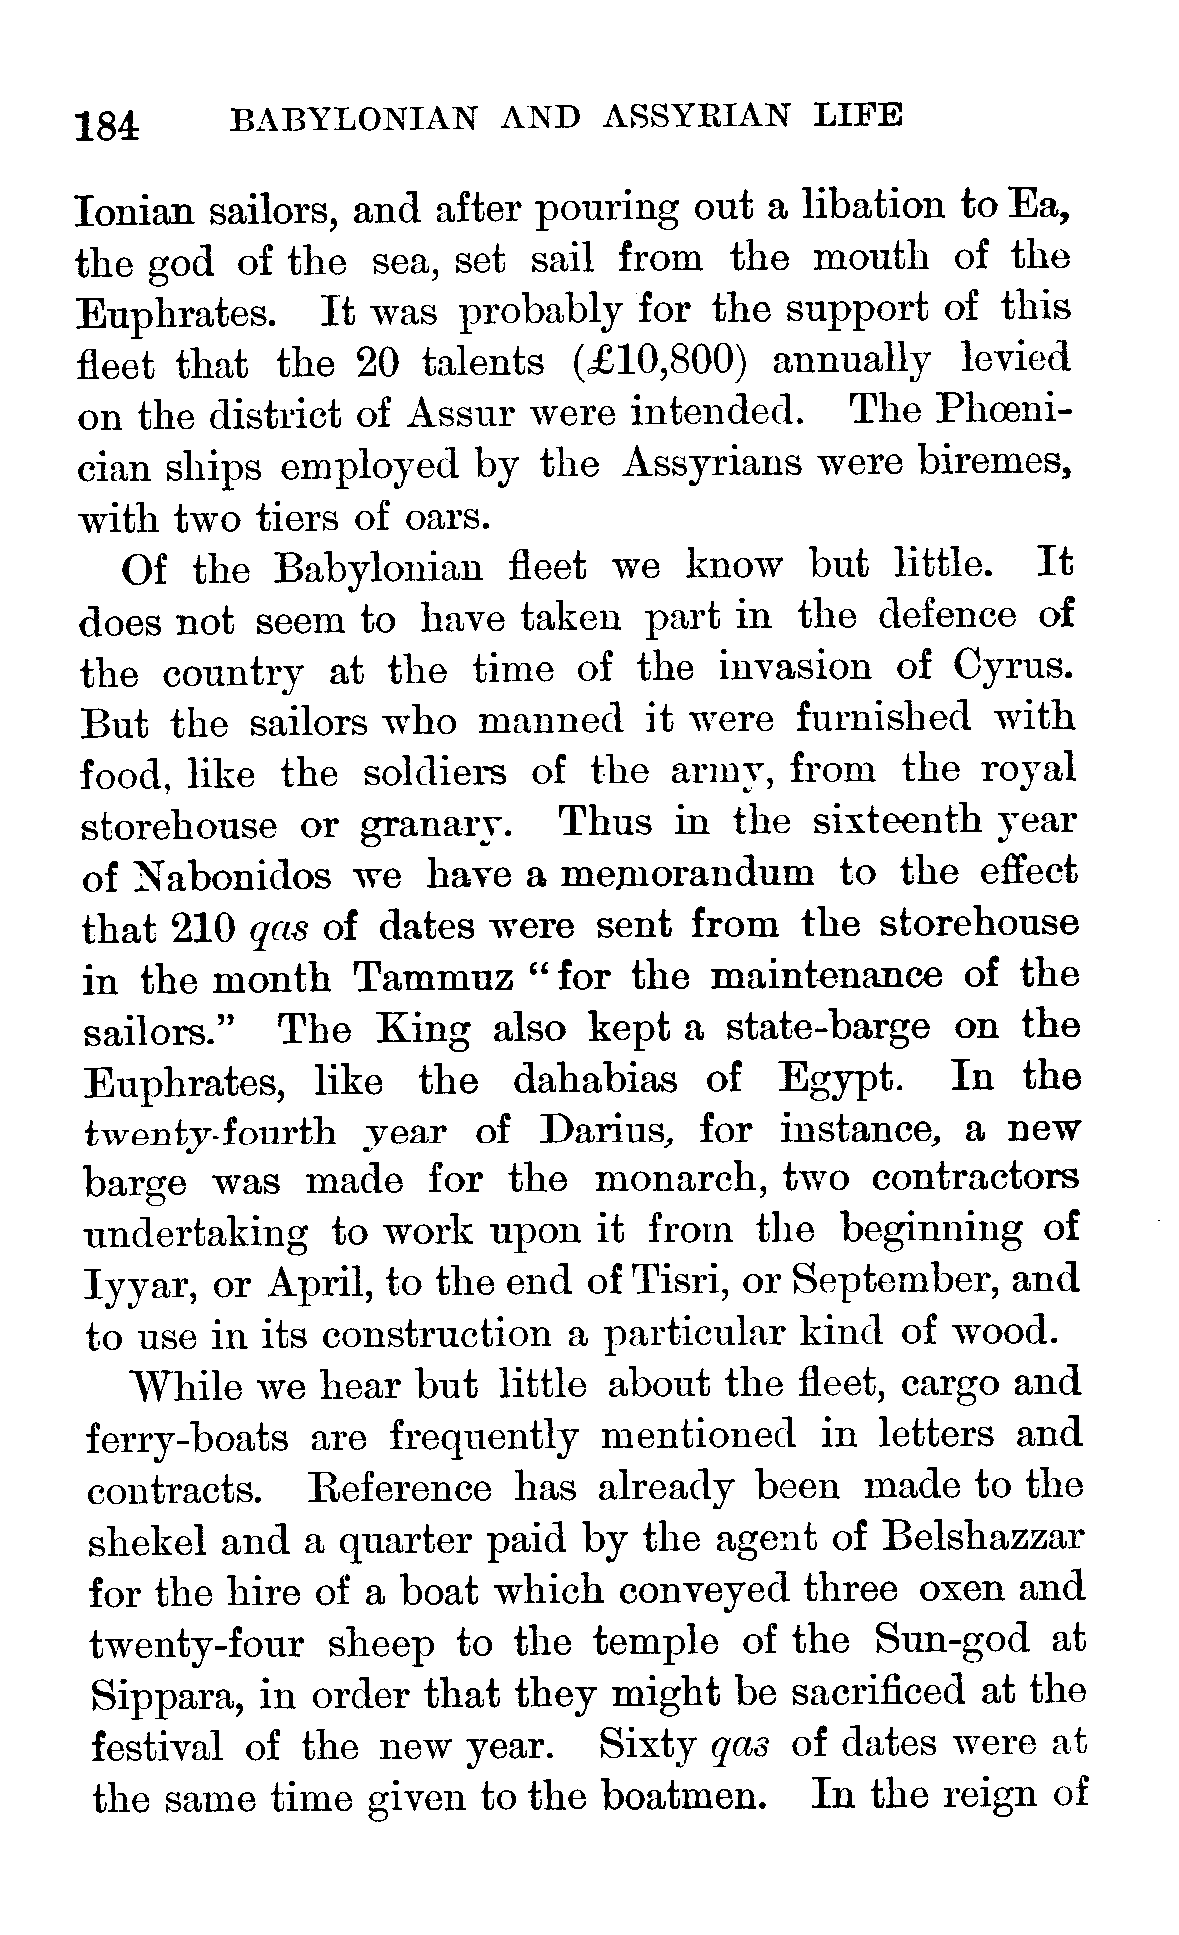 184 BABYLONIAN AND ASSYRIAN LIFE
Ionian sailors, and after pouring out a libation to Ea,
the god of the sea, set sail from the mouth of the
Euphrates. It was probably for the support of this
fleet that the 20 talents (£10,800) annually levied
on the district of Assur were intended. The Phœni-
cian ships employed by the Assyrians were biremes,
with two tiers of oars.
Of the Babylonian fleet we know but little. It
does not seem to have taken part in the defence of
the country at the time of the invasion of Cyrus.
But the sailors who manned it were furnished with
food, like the soldiers of the army, from the royal
storehouse or granary. Thus in the sixteenth year
of Nabonidos we have a memorandum to the effect
that 210 qas of dates were sent from the storehouse
in the month Tammuz “for the maintenance of the
sailors.” The King also kept a state-barge on the
Euphrates, like the dahabias of Egypt. In the
twenty-fourth year of Darius, for instance, a new
barge was made for the monarch, two contractors
undertaking to work upon it from the beginning of
Iyyar, or April, to the end of Tisri, or September, and
to use in its construction a particular kind of wood.
While we hear but little about the fleet, cargo and
ferry-boats are frequently mentioned in letters and
contracts. Reference has already been made to the
shekel and a quarter paid by the agent of Belshazzar
for the hire of a boat which conveyed three oxen and
twenty-four sheep to the temple of the Sun-god at
Sippara, in order that they might be sacrificed at the
festival of the new year. Sixty qas of dates were at
the same time given to the boatmen. In the reign of